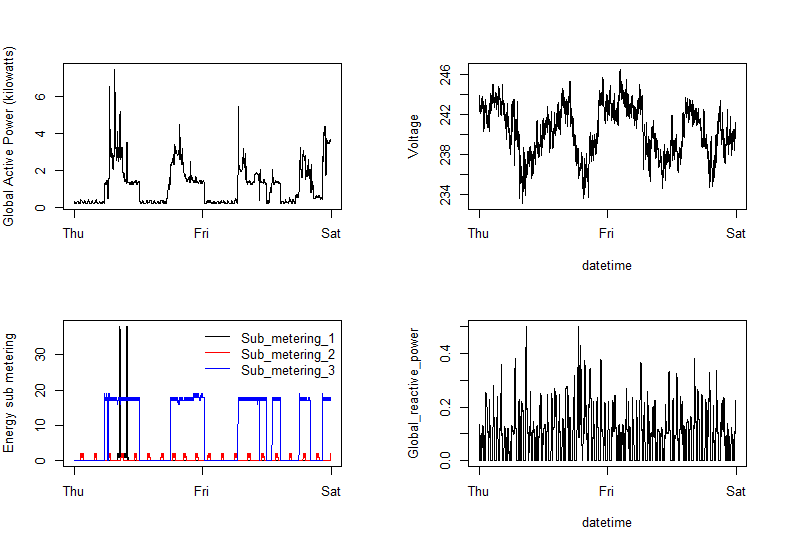 Global Active Power (kilowatts)
6
4
2
0
Thu Fri Sat
Voltage
246
242
238
234
Thu Fri Sat
datetime
Energy sub metering
30
20
10
0
Sub_metering_1
Sub_metering_2
Sub_metering_3
Thu Fri Sat
Global_reactive_power
0.4
0.2
0.0
Thu Fri Sat
datetime